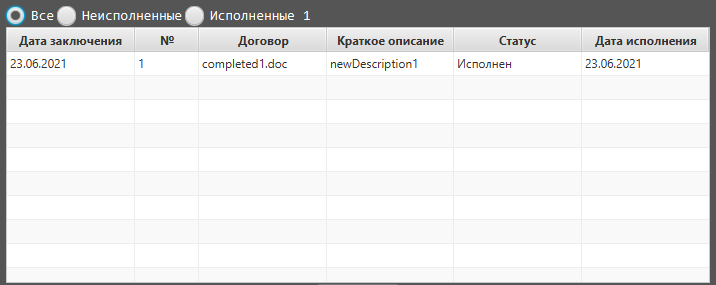 Все Неисполненные Исполненные 1
Дата заключения № Договор Краткое описание Статус Дата исполнения
23.06.2021 1 completed1.doc newDescription1 Исполнен 23.06.2021